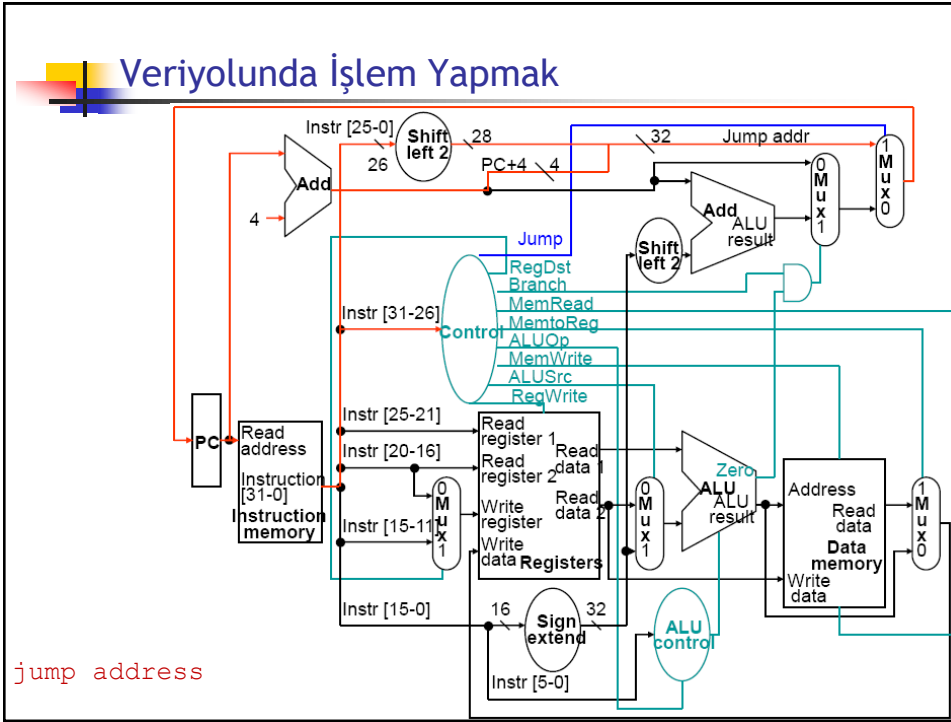 Veriyolunda İşlem Yapmak
Instr [25-0]
26
Shift
left 2
28
32
Jump addr
PC+4
4
Add
4
0
M
u
x
1
1
M
u
x
0
Add
ALU
result
Shift
left 2
Jump
RegDst
Branch
MemRead
MemtoReg
ALUOp
MemWrite
ALUSrc
RegWrite
Instr [31-26]
Control
PC
Read
address
Instruction
[31-0]
Instruction
memory
Instr [25-21]
Instr [20-16]
Instr [15-11]
0
M
u
x
1
Read
register 1
Read
register 2
Write
register
Write
data
Read
data 1
Read
data 2
Registers
0
M
u
x
1
Zero
ALU
ALU
result
Address
Read
data
Data
memory
Write
data
1
M
u
x
0
Instr [15-0]
16
Sign
extend
32
ALU
control
Instr [5-0]
jump address